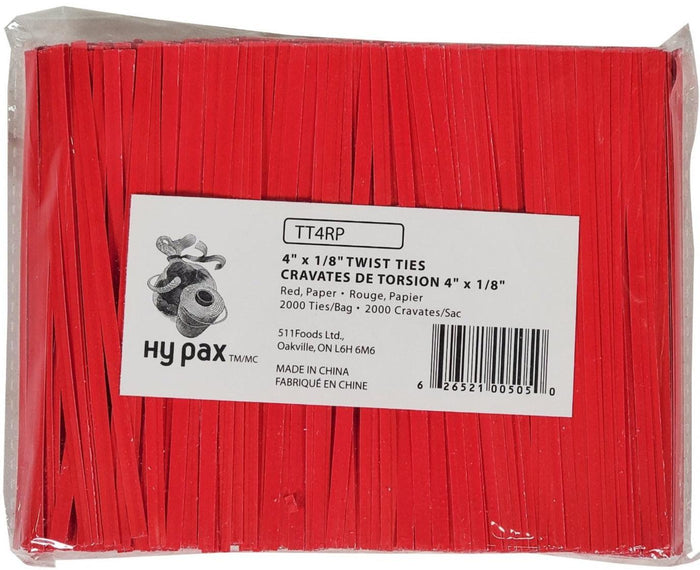 TT4RP
4" x 1/8" TWIST TIES
CRAVATES DE TORSION 4" x 1/8"
Red, Paper • Rouge, Papier
2000 Ties/Bag • 2000 Cravates/Sac
Hy pax TM/MC
511Foods Ltd.,
Oakville, ON L6H 6M6
MADE IN CHINA
FABRIQUÉ EN CHINE
6 26521 00505 0